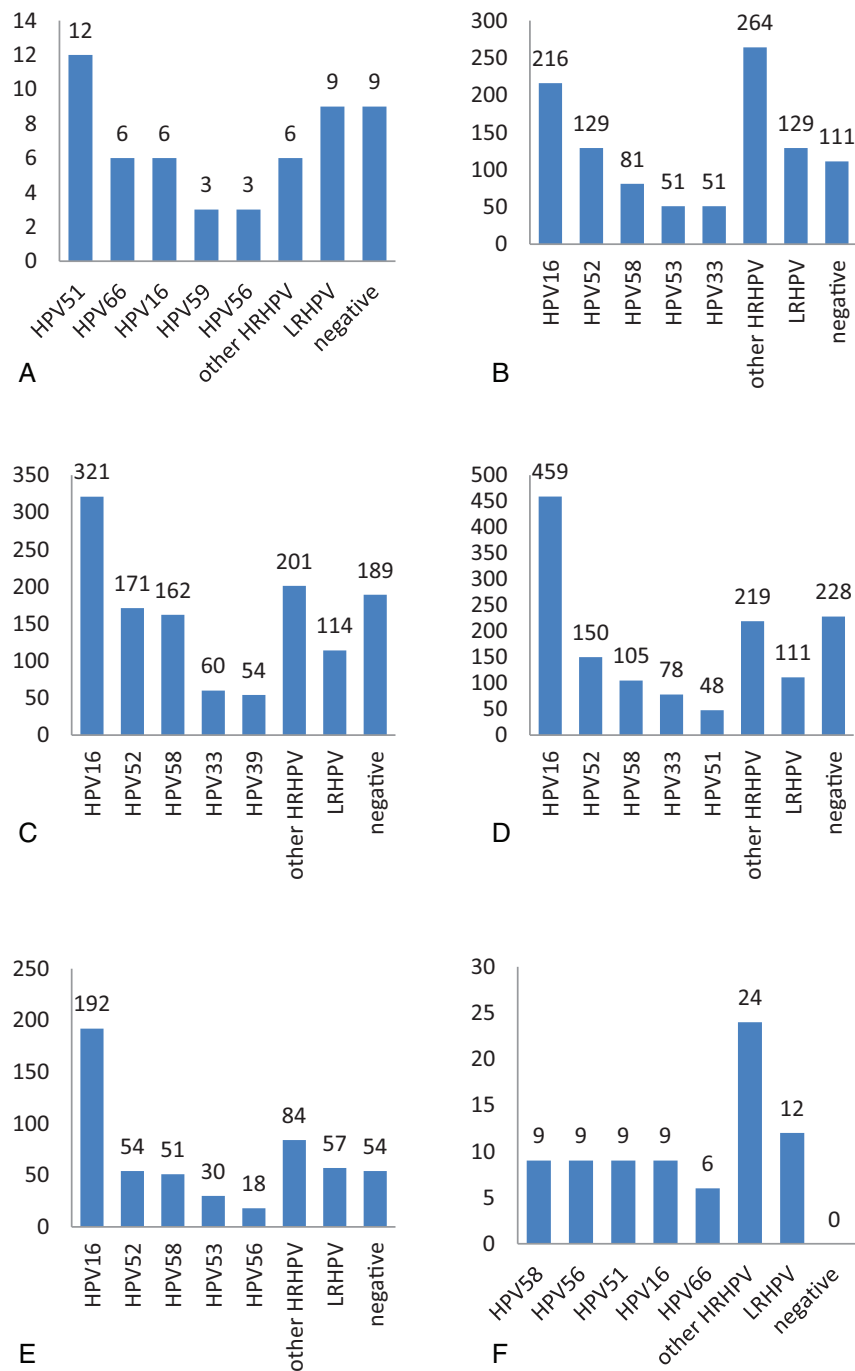 14
12
10
8
6
4
2
0
12
6
6
3
3
6
9
9
HPV51
HPV66
HPV16
HPV59
HPV56
other HRHPV
LRHPV
negative
A
300
250
200
150
100
50
0
216
129
81
51
51
264
129
111
HPV16
HPV52
HPV58
HPV53
HPV33
other HRHPV
LRHPV
negative
B
350
300
250
200
150
100
50
0
321
171
162
60
54
201
114
189
HPV16
HPV52
HPV58
HPV33
HPV39
other HRHPV
LRHPV
negative
C
500
450
400
350
300
250
200
150
100
50
0
459
150
105
78
48
219
111
228
HPV16
HPV52
HPV58
HPV33
HPV51
other HRHPV
LRHPV
negative
D
250
200
150
100
50
0
192
54
51
30
18
84
57
54
HPV16
HPV52
HPV58
HPV53
HPV56
other HRHPV
LRHPV
negative
E
30
25
20
15
10
5
0
9
9
9
9
6
24
12
0
HPV58
HPV56
HPV51
HPV16
HPV66
other HRHPV
LRHPV
negative
F